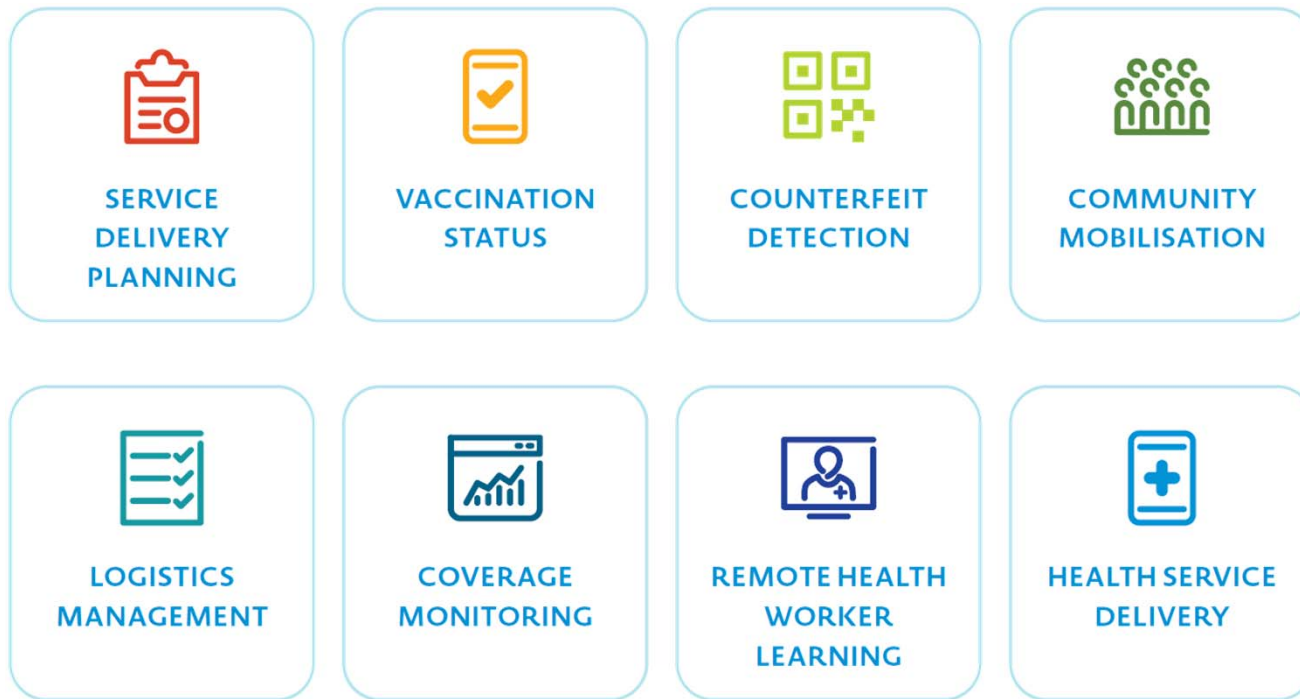 SERVICE
DELIVERY
PLANNING
VACCINATION
STATUS
COUNTERFEIT
DETECTION
COMMUNITY
MOBILISATION
LOGISTICS
MANAGEMENT
COVERAGE
MONITORING
REMOTE HEALTH
WORKER
LEARNING
HEALTH SERVICE
DELIVERY